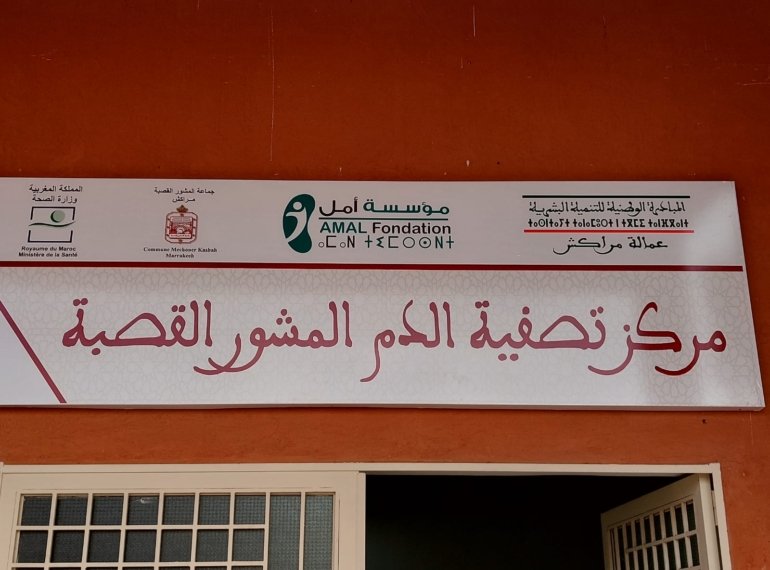 المملكة المغربية
وزارة الصحة
Royaume du Maroc
Ministère de la Santé
جماعة المشور القصبة
مراكش
Commune Mechouer Kasbah
Marrakech
مؤسسة أمل
AMAL Fondation
المبادرة الوطنية للتنمية البشرية
عمالة مراكش
مركز تصفية الدم المشور القصبة